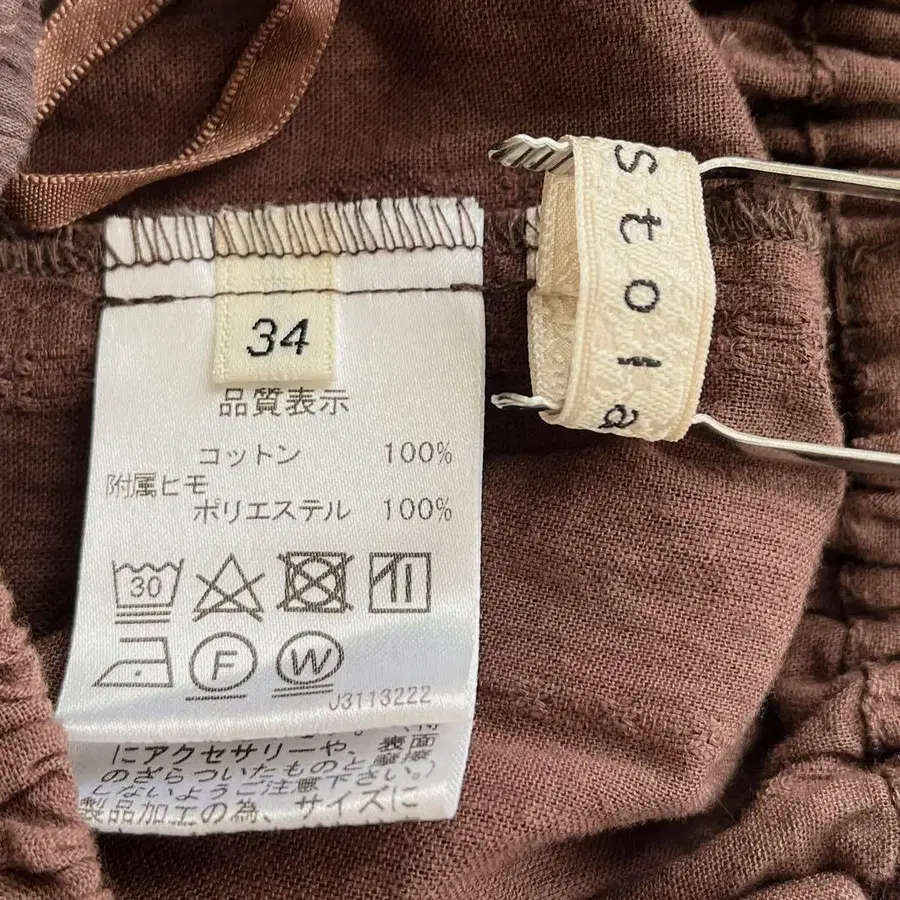 stola
34
品質表示
コットン 100%
附属ヒモ
ポリエステル 100%
30
F
W
J3113222
にアクセサリーや、表面
のざらついたものと
しないようご注意下さい。)
製品加工の為、サイズに